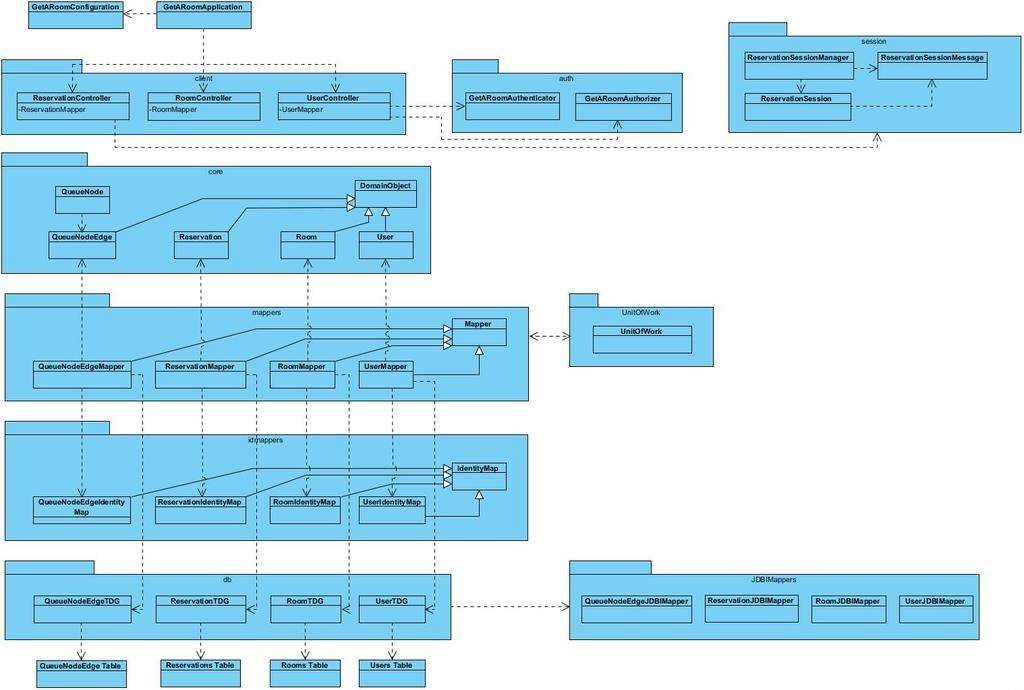 GetARoomConfiguration
GetARoomApplication
session
ReservationSessionManager
ReservationSessionMessage
ReservationSession
client
ReservationController
-ReservationMapper
RoomController
-RoomMapper
UserController
-UserMapper
auth
GetARoomAuthenticator
GetARoomAuthorizer
core
QueueNode
DomainObject
QueueNodeEdge
Reservation
Room
User
mappers
Mapper
QueueNodeEdgeMapper
ReservationMapper
RoomMapper
UserMapper
UnitOfWork
UnitOfWork
idmappers
IdentityMap
QueueNodeEdgeIdentity
Map
ReservationIdentityMap
RoomIdentityMap
UserIdentityMap
db
QueueNodeEdgeTDG
ReservationTDG
RoomTDG
UserTDG
JDBIMappers
QueueNodeEdgeJDBIMapper
ReservationJDBIMapper
RoomJDBIMapper
UserJDBIMapper
QueueNodeEdge Table
Reservations Table
Rooms Table
Users Table